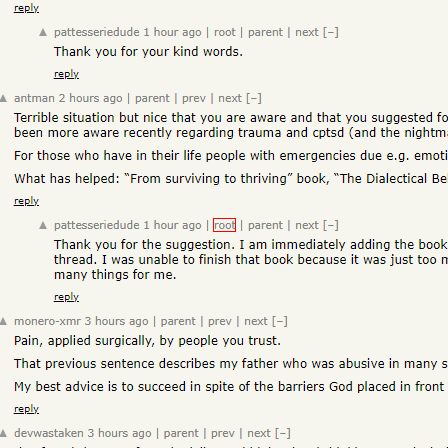 reply
▲ pattesseriedude 1 hour ago | root | parent | next [–]
Thank you for your kind words.
reply
▲ antman 2 hours ago | parent | prev | next [–]
Terrible situation but nice that you are aware and that you suggested fo
been more aware recently regarding trauma and cptsd (and the nightm
For those who have in their life people with emergencies due e.g. emoti
What has helped: “From surviving to thriving” book, “The Dialectical Be
reply
▲ pattesseriedude 1 hour ago | root | parent | next [–]
Thank you for the suggestion. I am immediately adding the book
thread. I was unable to finish that book because it was just too m
many things for me.
reply
▲ monero-xmr 3 hours ago | parent | prev | next [–]
Pain, applied surgically, by people you trust.
That previous sentence describes my father who was abusive in many s
My best advice is to succeed in spite of the barriers God placed in front
reply
▲ devwastaken 3 hours ago | parent | prev | next [–]